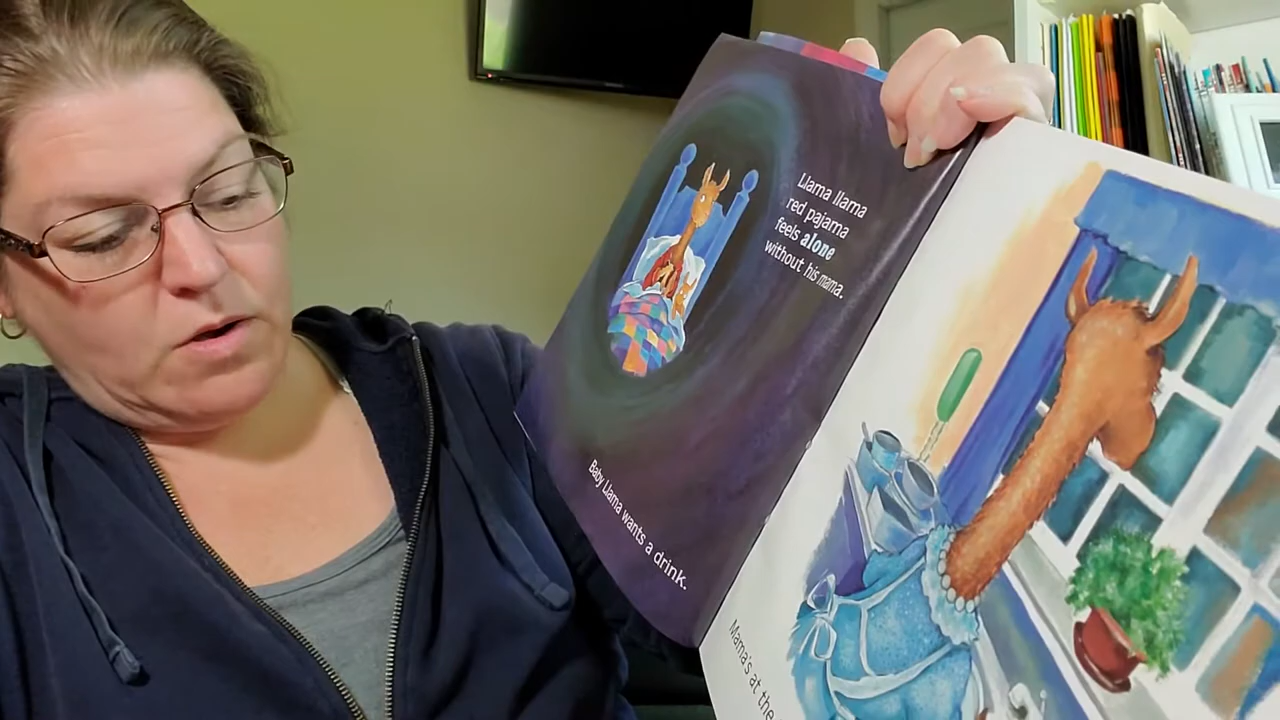 Llama llama
red pajama
feels alone
without his mama.
Baby Llama wants a drink.
Mama's at the